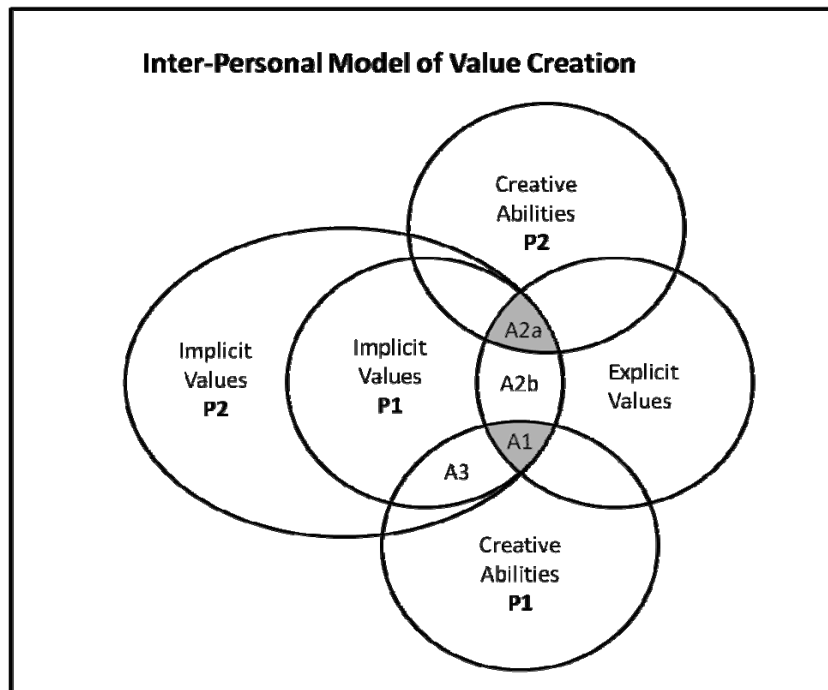 Inter-Personal Model of Value Creation
Creative
Abilities
P2
A2a
Implicit
Values
P2
Implicit
Values
P1
A2b
Explicit
Values
A1
A3
Creative
Abilities
P1